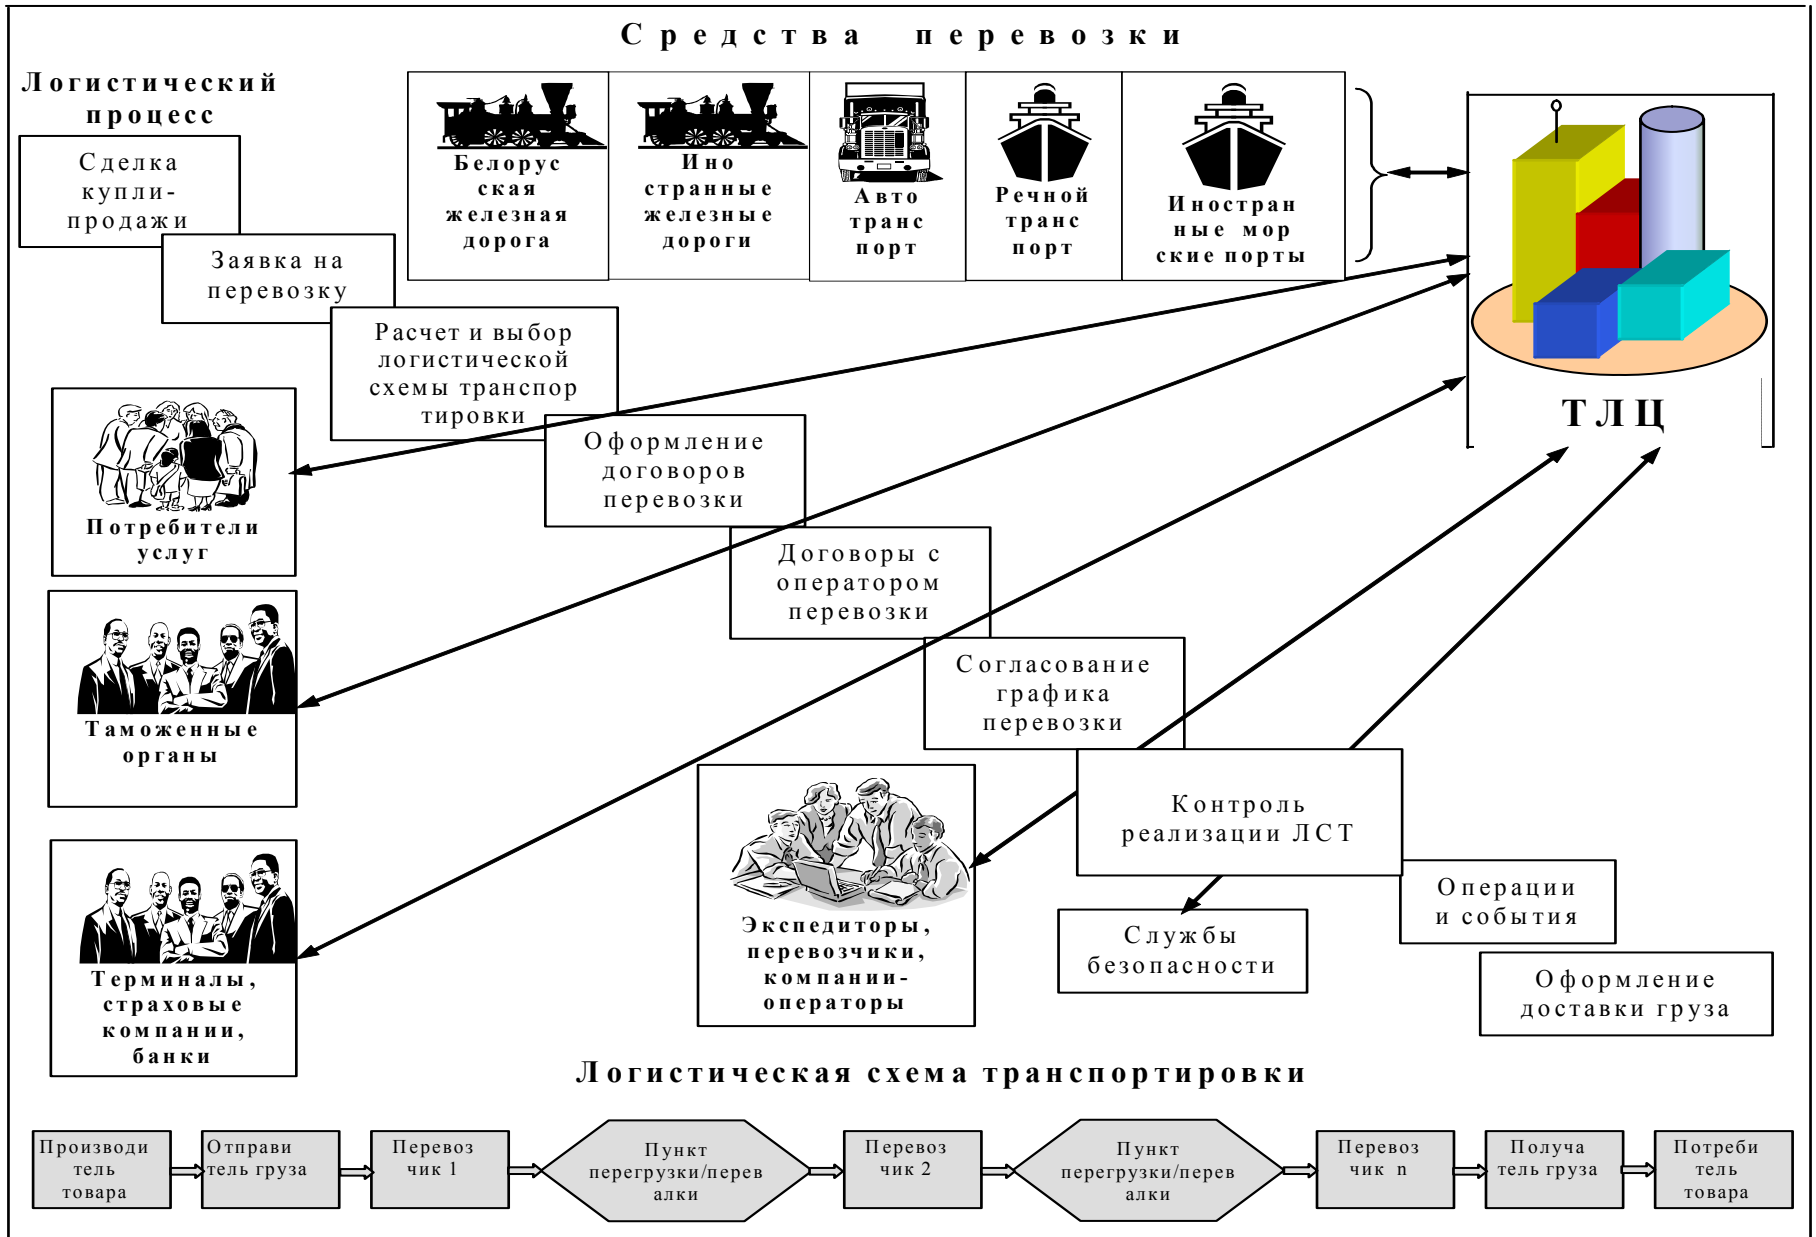 Средства перевозки
Логистический
процесс
Сделка
купли-
продажи
Заявка на
перевозку
Расчет и выбор
логистической
схемы транспор
тировки
Оформление
договоров
перевозки
Договоры с
оператором
перевозки
Согласование
графика
перевозки
Контроль
реализации ЛСТ
Операции
и события
Оформление
доставки груза
Белорус
ская
железная
дорога
Ино
странные
железные
дороги
Авто
транс
порт
Речной
транс
порт
Иностран
ные мор
ские порты
ТЛЦ
Потребители
услуг
Таможенные
органы
Терминалы,
страховые
компании,
банки
Экспедиторы,
перевозчики,
компании-
операторы
Службы
безопасности
Логистическая схема транспортировки
Производи
тель
товара
Отправи
тель груза
Перевоз
чик 1
Пункт
перегрузки/перев
алки
Перевоз
чик 2
Пункт
перегрузки/перев
алки
Перевоз
чик n
Получа
тель груза
Потреби
тель
товара